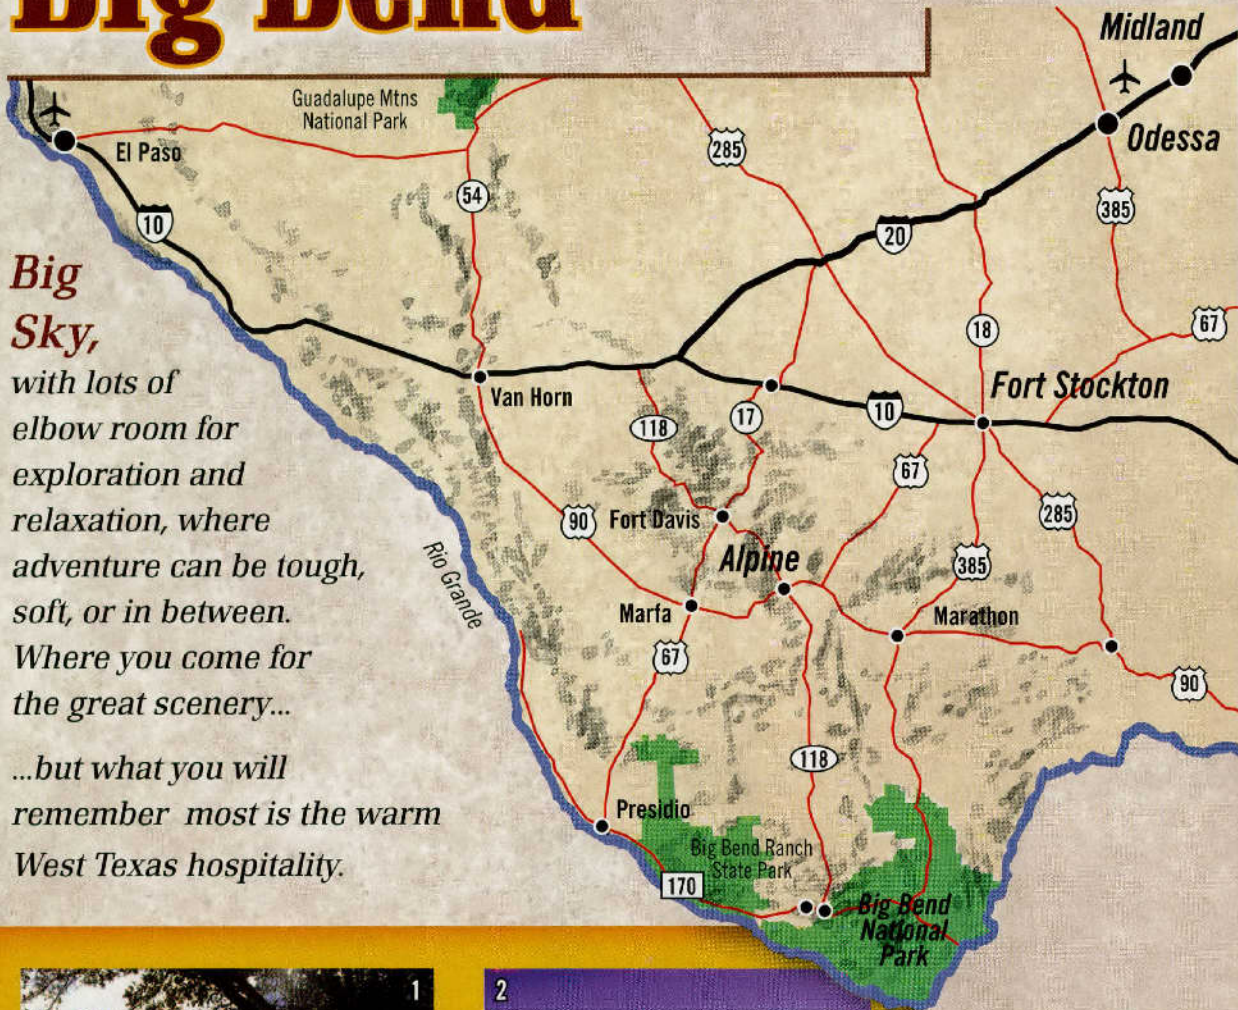 Big Bend
Midland
Odessa
Guadalupe Mtns
National Park
El Paso
285
54
385
10
20
67
18
Big
Sky,
with lots of
elbow room for
exploration and
relaxation, where
adventure can be tough,
soft, or in between.
Where you come for
the great scenery...
...but what you will
remember most is the warm
West Texas hospitality.
Van Horn
Fort Stockton
118
17
10
67
90
Fort Davis
285
Alpine
385
Rio Grande
Marfa
Marathon
67
90
118
Presidio
Big Bend Ranch
State Park
170
Big Bend
National
Park
1
2